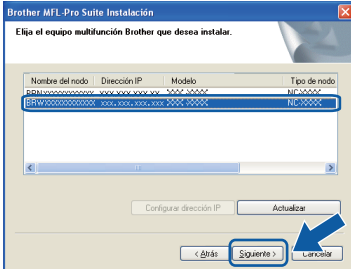 Brother MFL-Pro Suite Instalación
Elija el equipo multifunción Brother que desea instalar.
Nombre del nodo Dirección IP Modelo Tipo de nodo
BRNxxxxxxxxxxxx xxx.xxx.xxx.xxx XXX-XXXX NC-XXXX
BRWxxxxxxxxxxxx xxx.xxx.xxx.xxx XXX-XXXX NC-XXXX
Configurar dirección IP Actualizar
< Atrás Siguiente > Cancelar